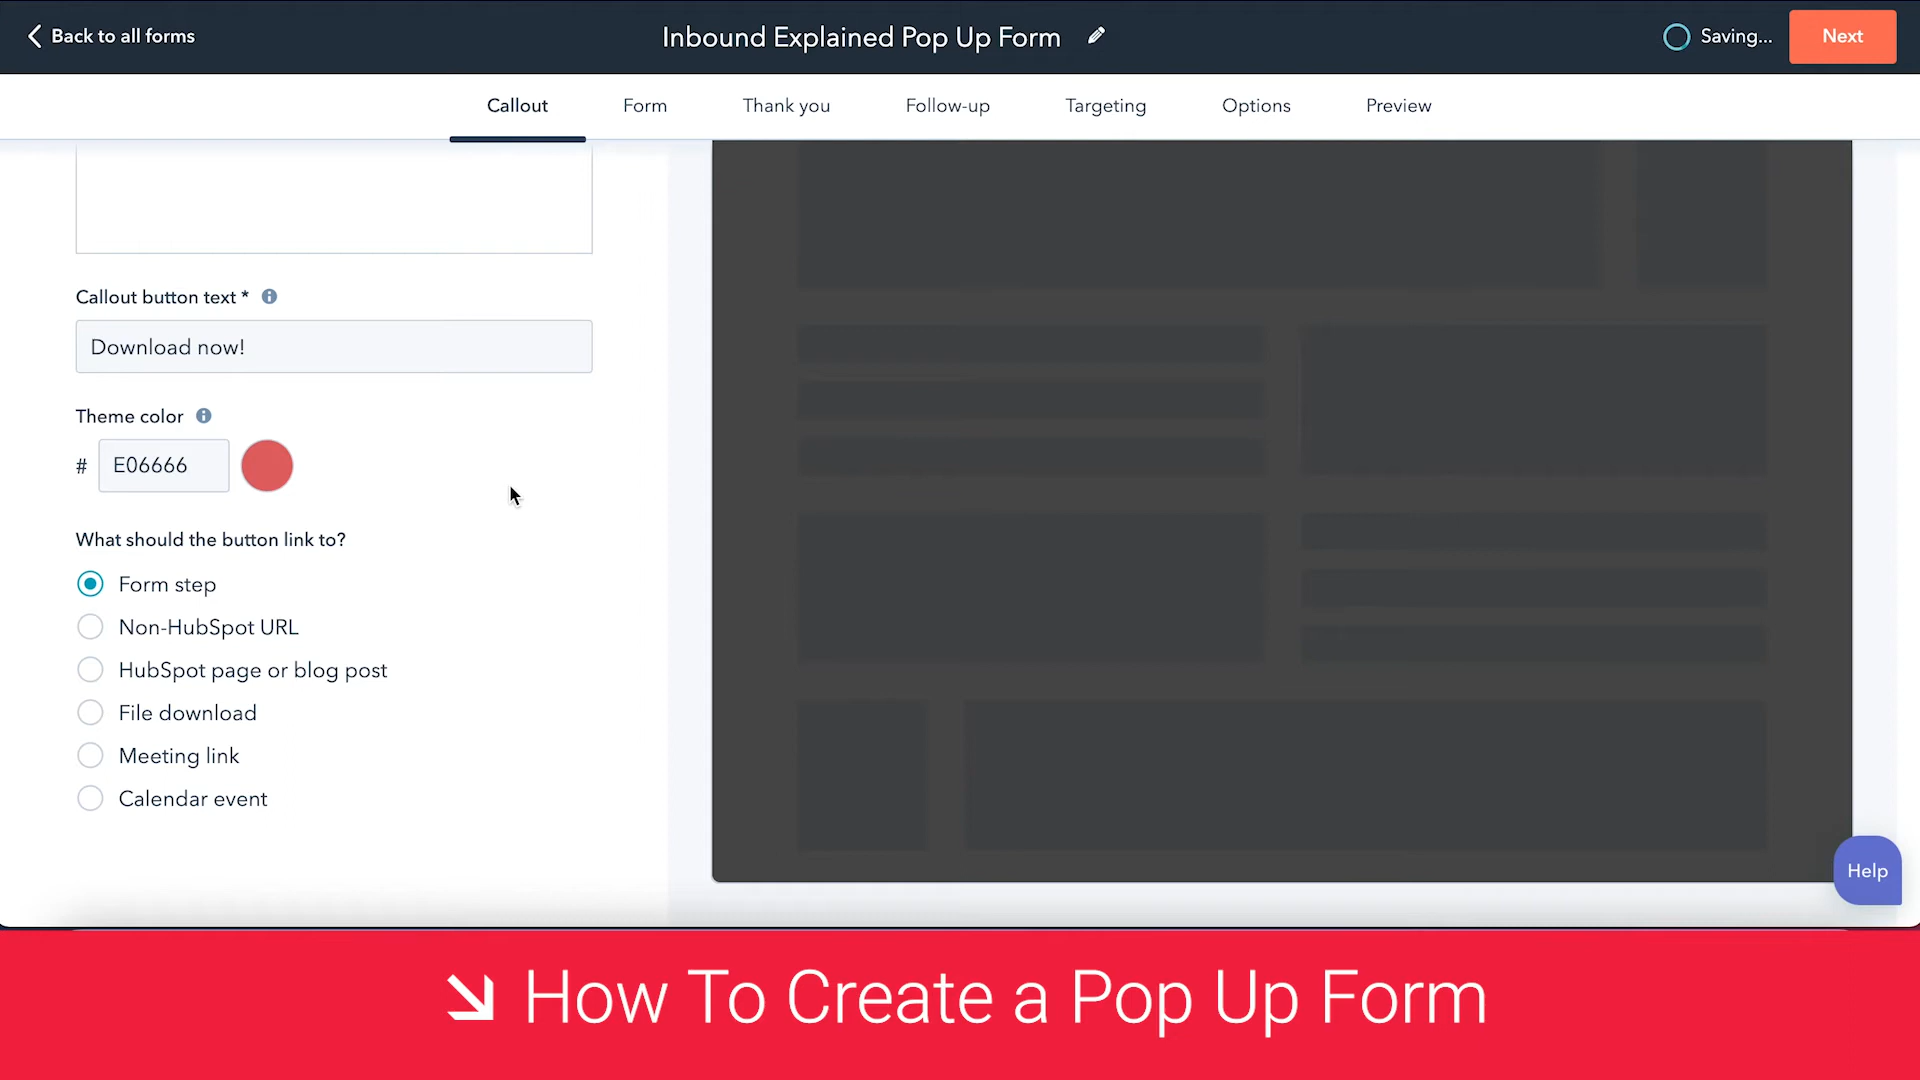 Back to all forms
Inbound Explained Pop Up Form
Saving...
Next
Callout
Form
Thank you
Follow-up
Targeting
Options
Preview
Callout button text *
Download now!
Theme color
# E06666
What should the button link to?
Form step
Non-HubSpot URL
HubSpot page or blog post
File download
Meeting link
Calendar event
Help
How To Create a Pop Up Form